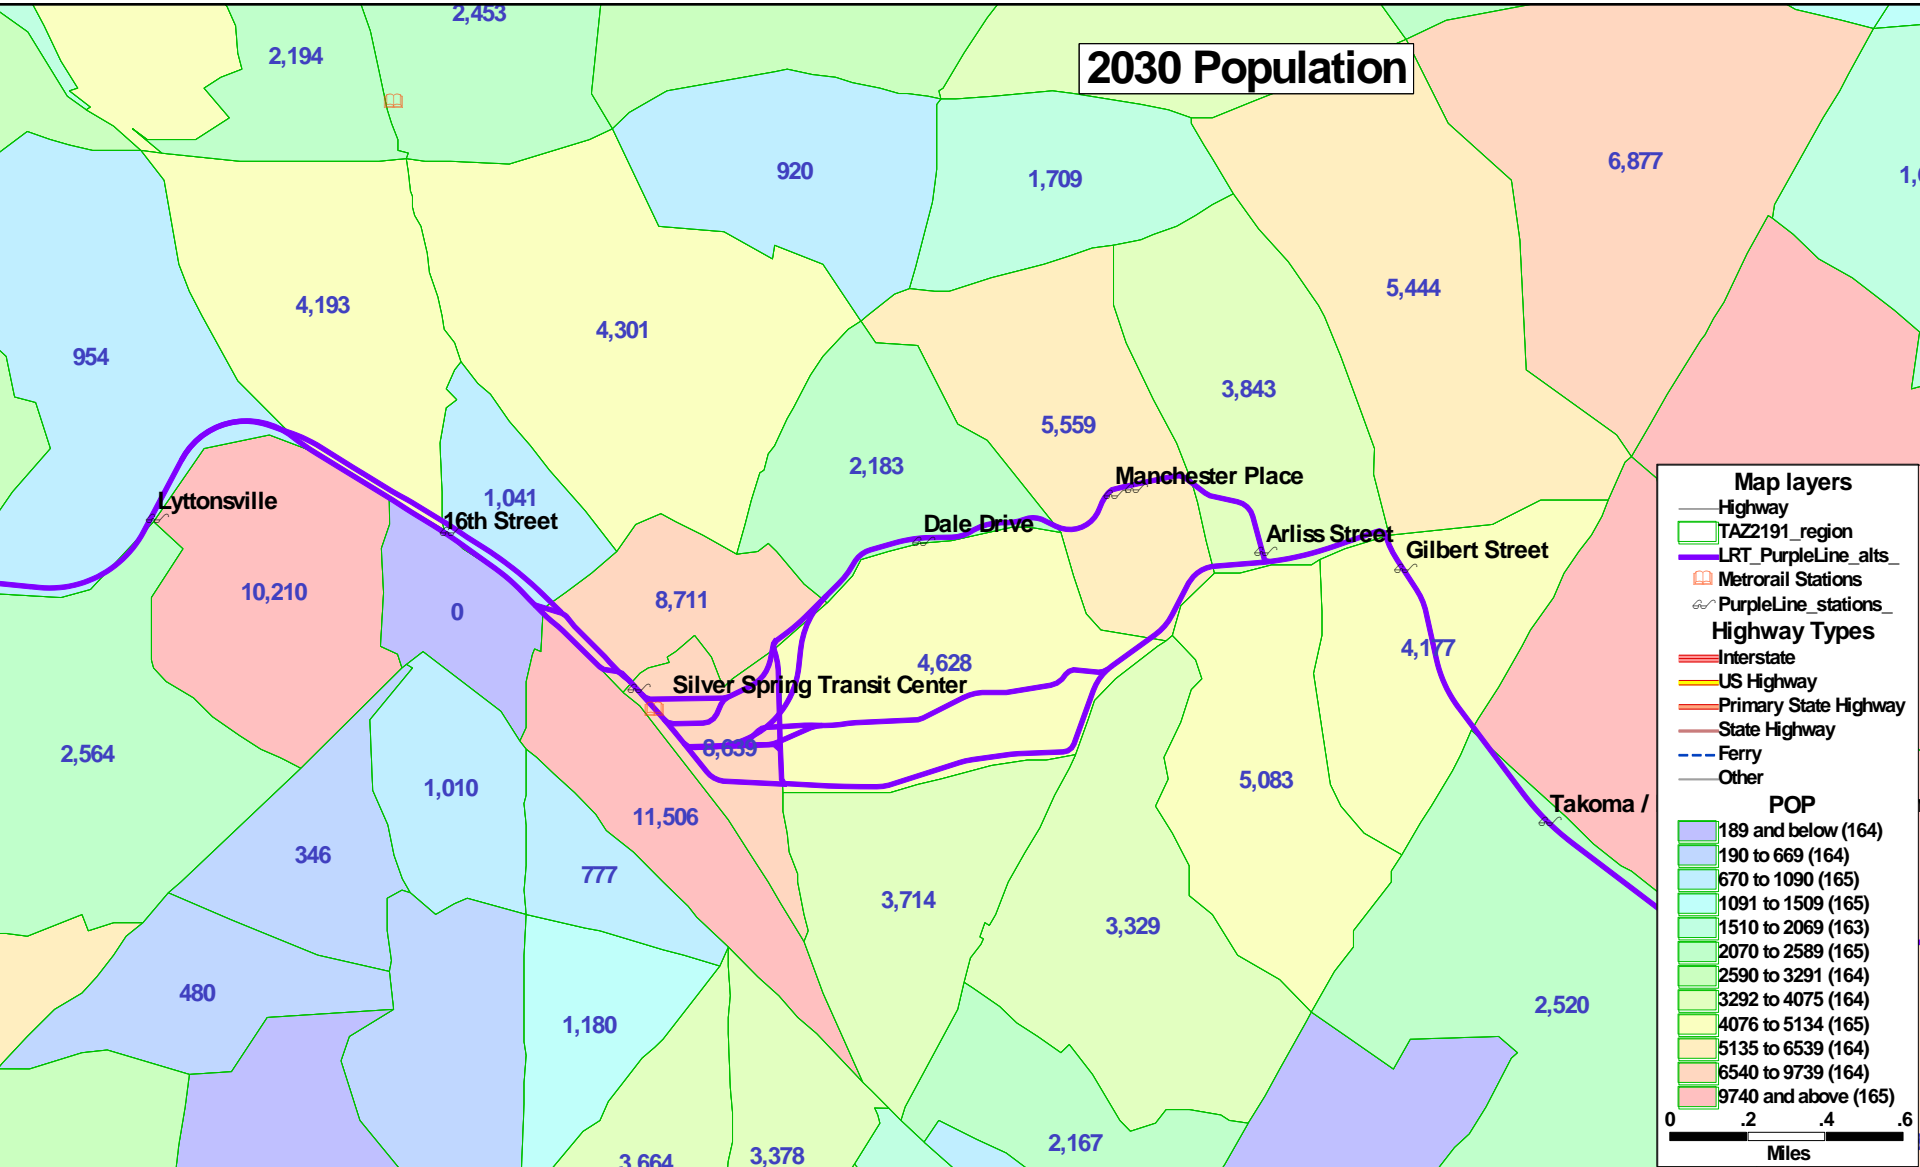 2,453
2,194
2030 Population
920
1,709
6,877
4,193
4,301
5,444
954
3,843
5,559
2,183
Manchester Place
Lyttonsville
1,041
16th Street
Dale Drive
Arliss Street
Gilbert Street
10,210
0
8,711
4,628
4,177
Silver Spring Transit Center
2,564
1,010
8,639
5,083
11,506
Takoma /
346
777
3,714
3,329
480
1,180
2,520
2,167
3,664
3,378
Map layers
Highway
TAZ2191_region
LRT_PurpleLine_alts_
Metrorail Stations
PurpleLine_stations_
Highway Types
Interstate
US Highway
Primary State Highway
State Highway
Ferry
Other
POP
189 and below (164)
190 to 669 (164)
670 to 1090 (165)
1091 to 1509 (165)
1510 to 2069 (163)
2070 to 2589 (165)
2590 to 3291 (164)
3292 to 4075 (164)
4076 to 5134 (165)
5135 to 6539 (164)
6540 to 9739 (164)
9740 and above (165)
0 .2 .4 .6
Miles